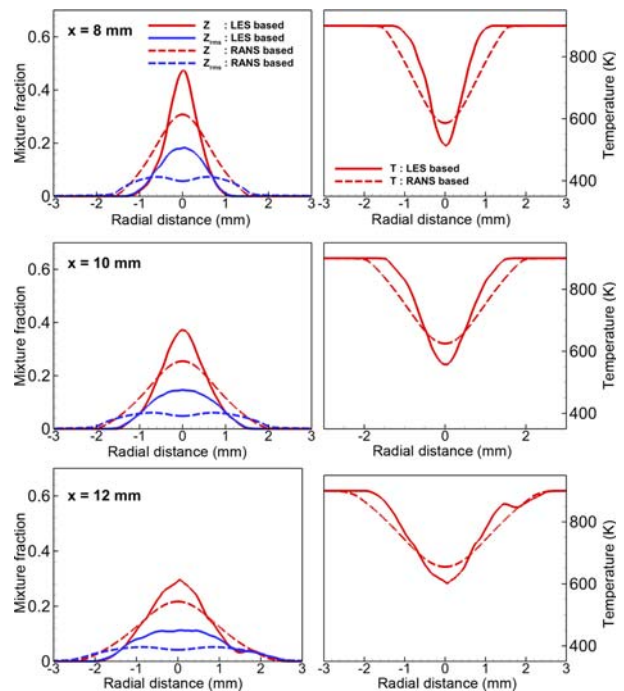 x = 8 mm
Z : LES based
Z rms : LES based
Z : RANS based
Z rms : RANS based
Mixture fraction
0.6
0.4
0.2
0
-3 -2 -1 0 1 2 3
Radial distance (mm)
T : LES based
T : RANS based
Temperature (K)
800
600
400
-3 -2 -1 0 1 2 3
Radial distance (mm)
x = 10 mm
Mixture fraction
0.6
0.4
0.2
0
-3 -2 -1 0 1 2 3
Radial distance (mm)
Temperature (K)
800
600
400
-2 0 2
Radial distance (mm)
x = 12 mm
Mixture fraction
0.6
0.4
0.2
0
-3 -2 -1 0 1 2 3
Radial distance (mm)
Temperature (K)
800
600
400
-3 -2 -1 0 1 2 3
Radial distance (mm)